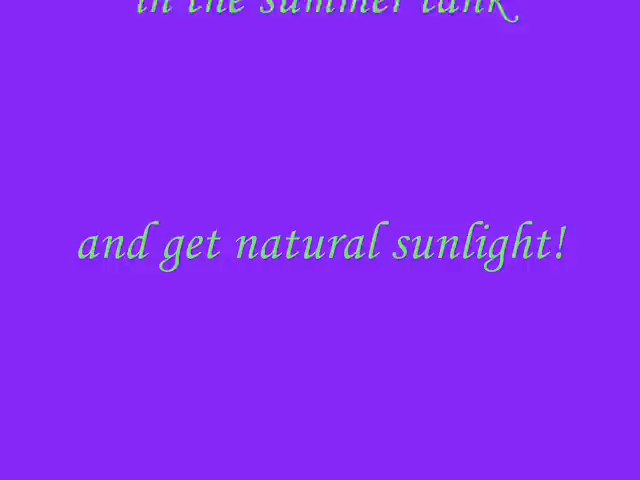 in the summer tank
and get natural sunlight!